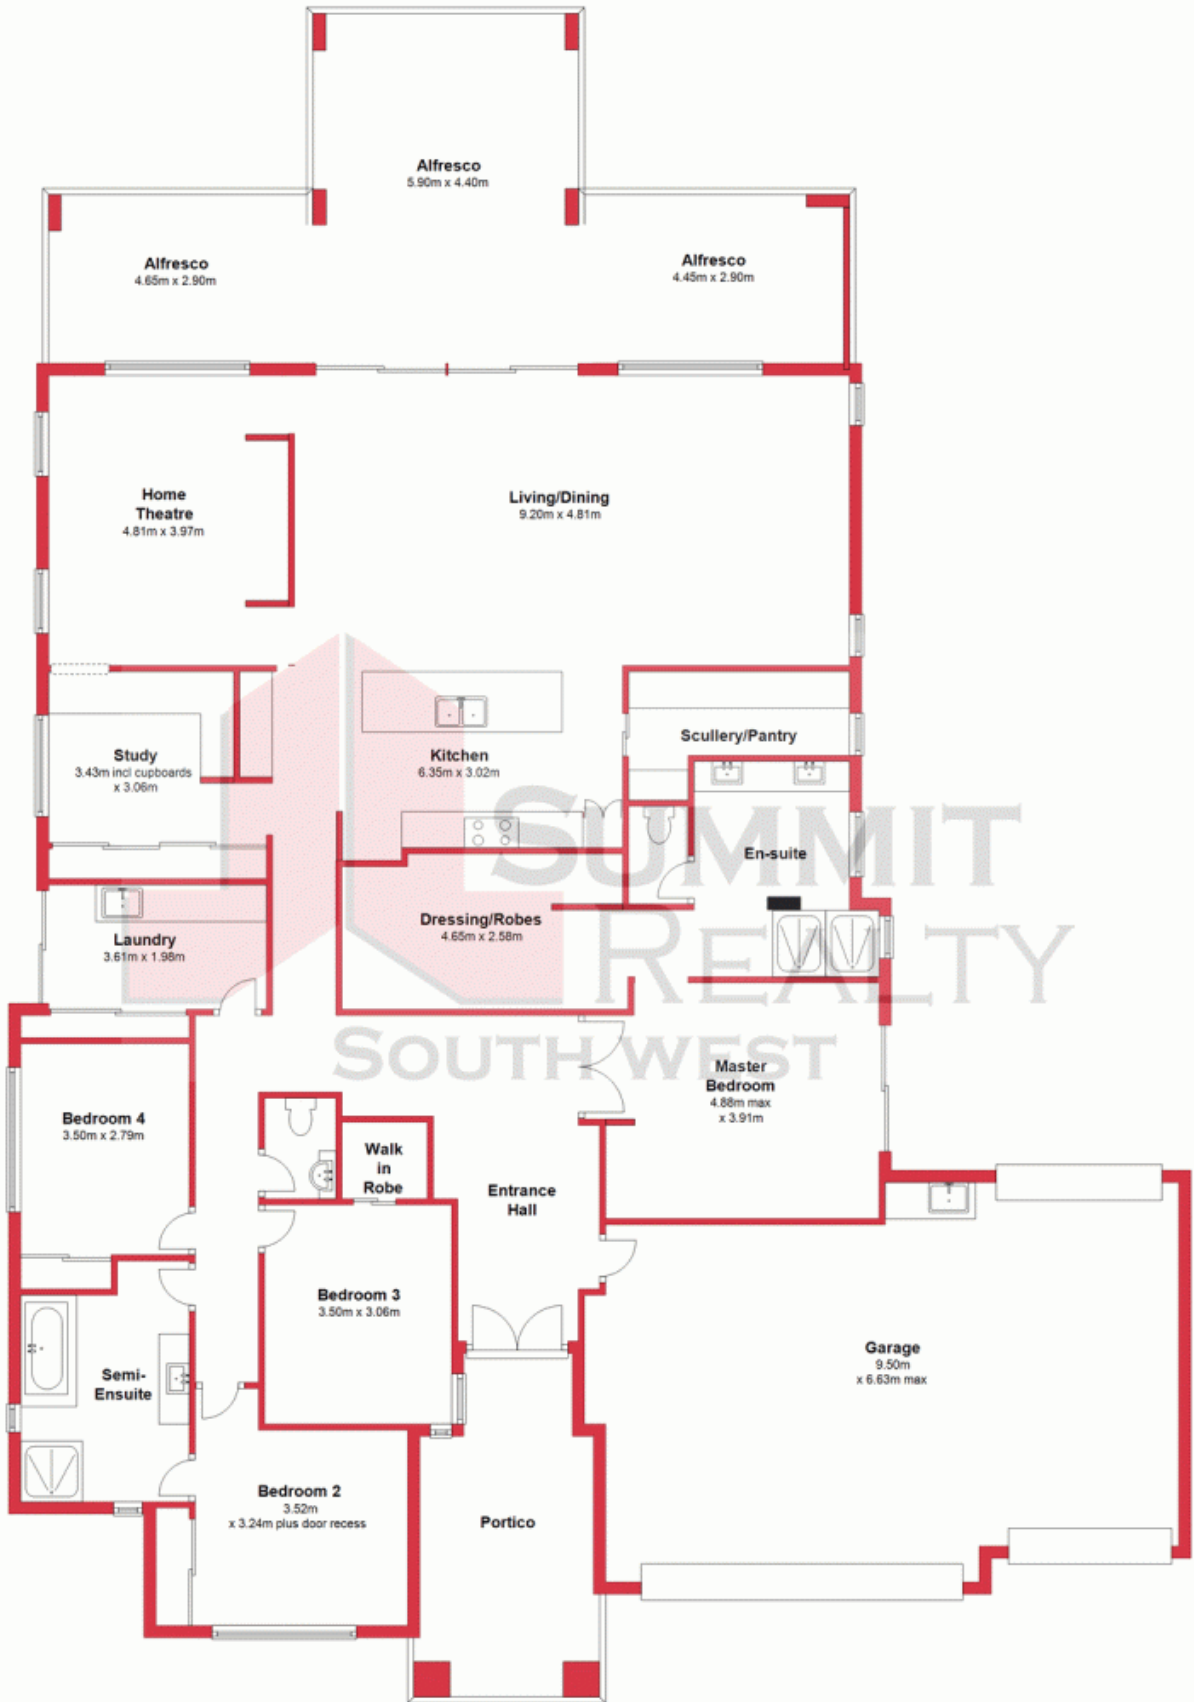 Alfresco
5.90m x 4.40m
Alfresco
4.65m x 2.90m
Alfresco
4.45m x 2.90m
Home
Theatre
4.81m x 3.97m
Living/Dining
9.20m x 4.81m
Study
3.43m incl cupboards
x 3.06m
Kitchen
6.35m x 3.02m
Scullery/Pantry
En-suite
SUMMIT
Dressing/Robes
4.65m x 2.58m
REALTY
Laundry
3.61m x 1.98m
SOUTH WEST
Master
Bedroom
4.88m max
x 3.91m
Bedroom 4
3.50m x 2.79m
Walk
in
Robe
Entrance
Hall
Bedroom 3
3.50m x 3.06m
Garage
9.50m
x 6.63m max
Semi-
Ensuite
Bedroom 2
3.52m
x 3.24m plus door recess
Portico